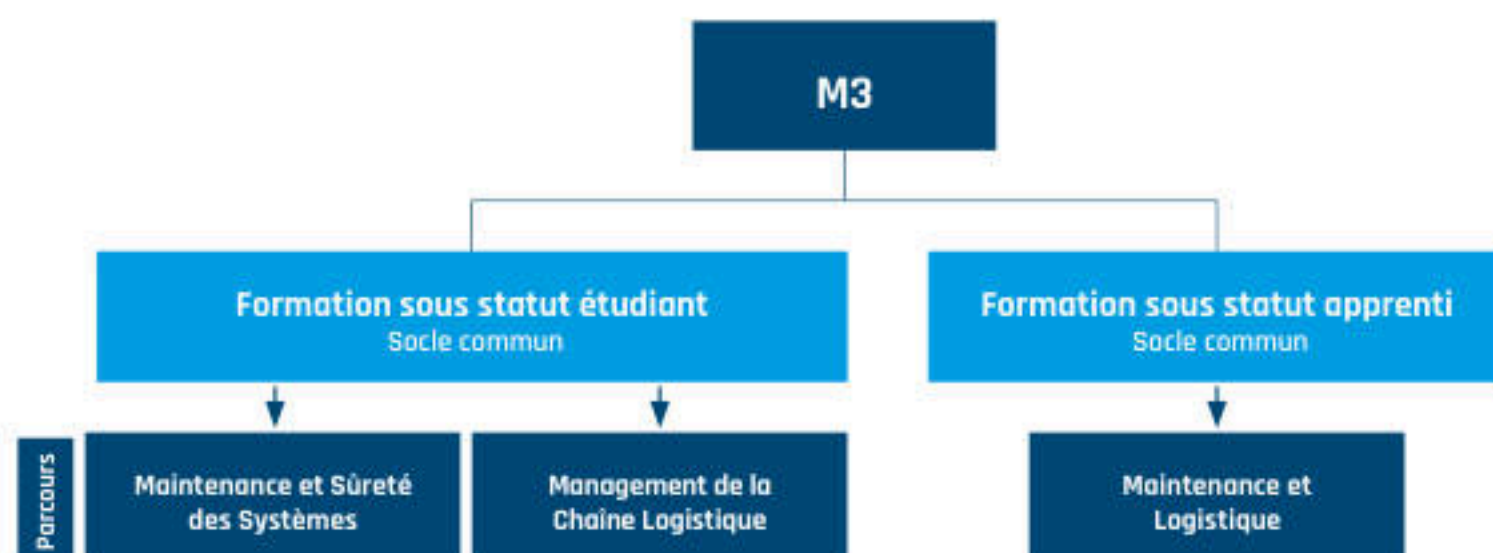 M3
Formation sous statut étudiant
Socle commun
Formation sous statut apprenti
Socle commun
Parcours
Maintenance et Sûreté
des Systèmes
Management de la
Chaîne Logistique
Maintenance et
Logistique